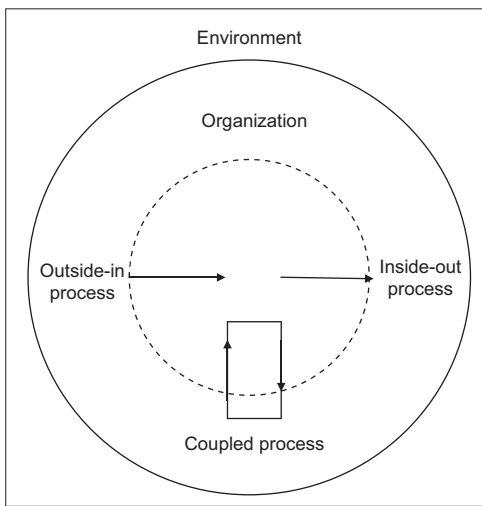 Environment
Organization
Outside-in
process
Inside-out
process
Coupled process